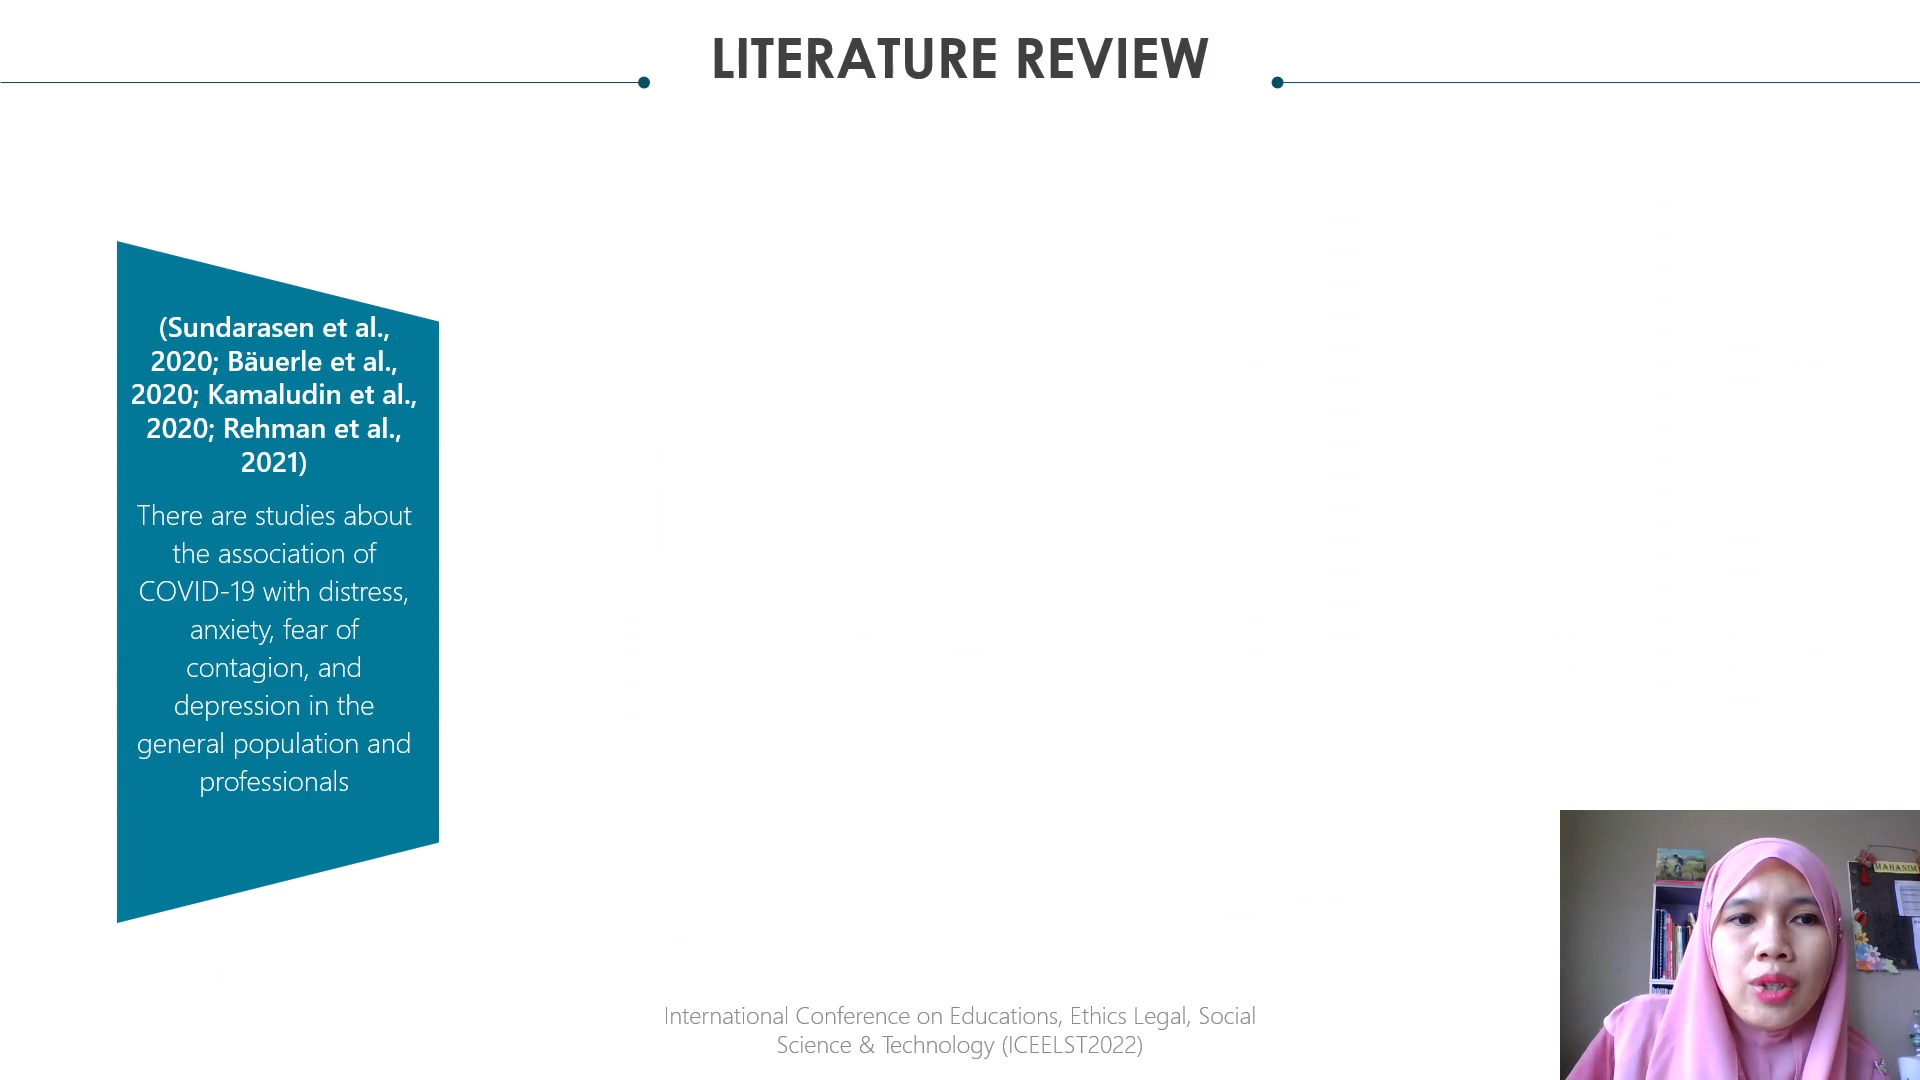 LITERATURE REVIEW
(Sundarasen et al.,
2020; Bäuerle et al.,
2020; Kamaludin et al.,
2020; Rehman et al.,
2021)
There are studies about
the association of
COVID-19 with distress,
anxiety, fear of
contagion, and
depression in the
general population and
professionals
International Conference on Educations, Ethics Legal, Social
Science & Technology (ICEELST2022)
MAHANIM